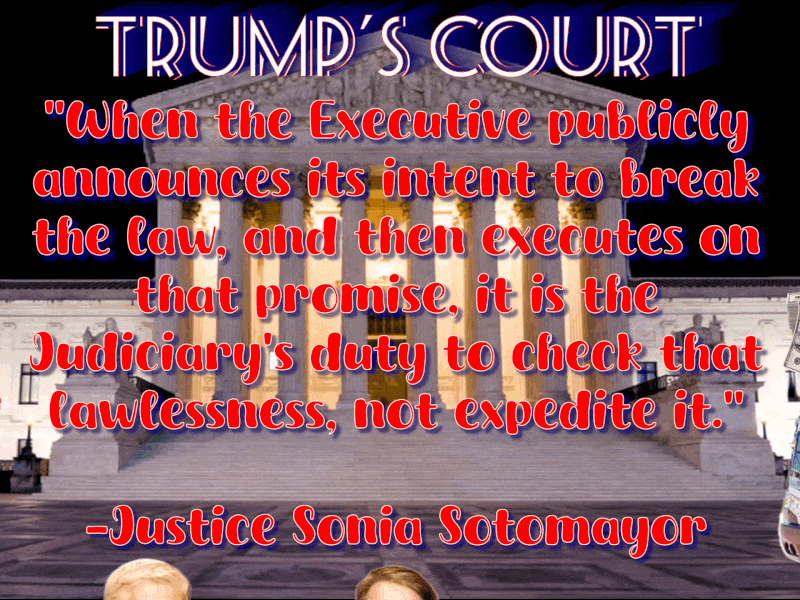 TRUMP'S COURT
"When the Executive publicly
announces its intent to break
the law, and then executes on
that promise, it is the
Judiciary's duty to check that
lawlessness, not expedite it."
-Justice Sonia Sotomayor